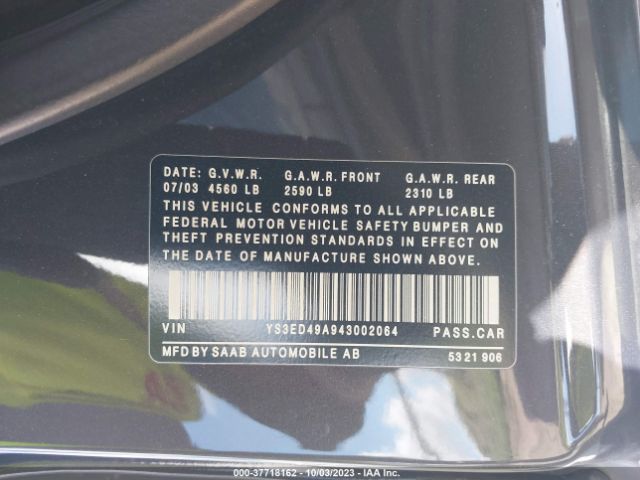 DATE: G.V.W.R. G.A.W.R. FRONT G.A.W.R. REAR
07/03 4560 LB 2590 LB 2310 LB
THIS VEHICLE CONFORMS TO ALL APPLICABLE
FEDERAL MOTOR VEHICLE SAFETY BUMPER AND
THEFT PREVENTION STANDARDS IN EFFECT ON
THE DATE OF MANUFACTURE SHOWN ABOVE.
VIN YS3ED49A943002064 PASS.CAR
MFD BY SAAB AUTOMOBILE AB 53 21 906
000-37718162 - 10/03/2023 - IAA Inc.